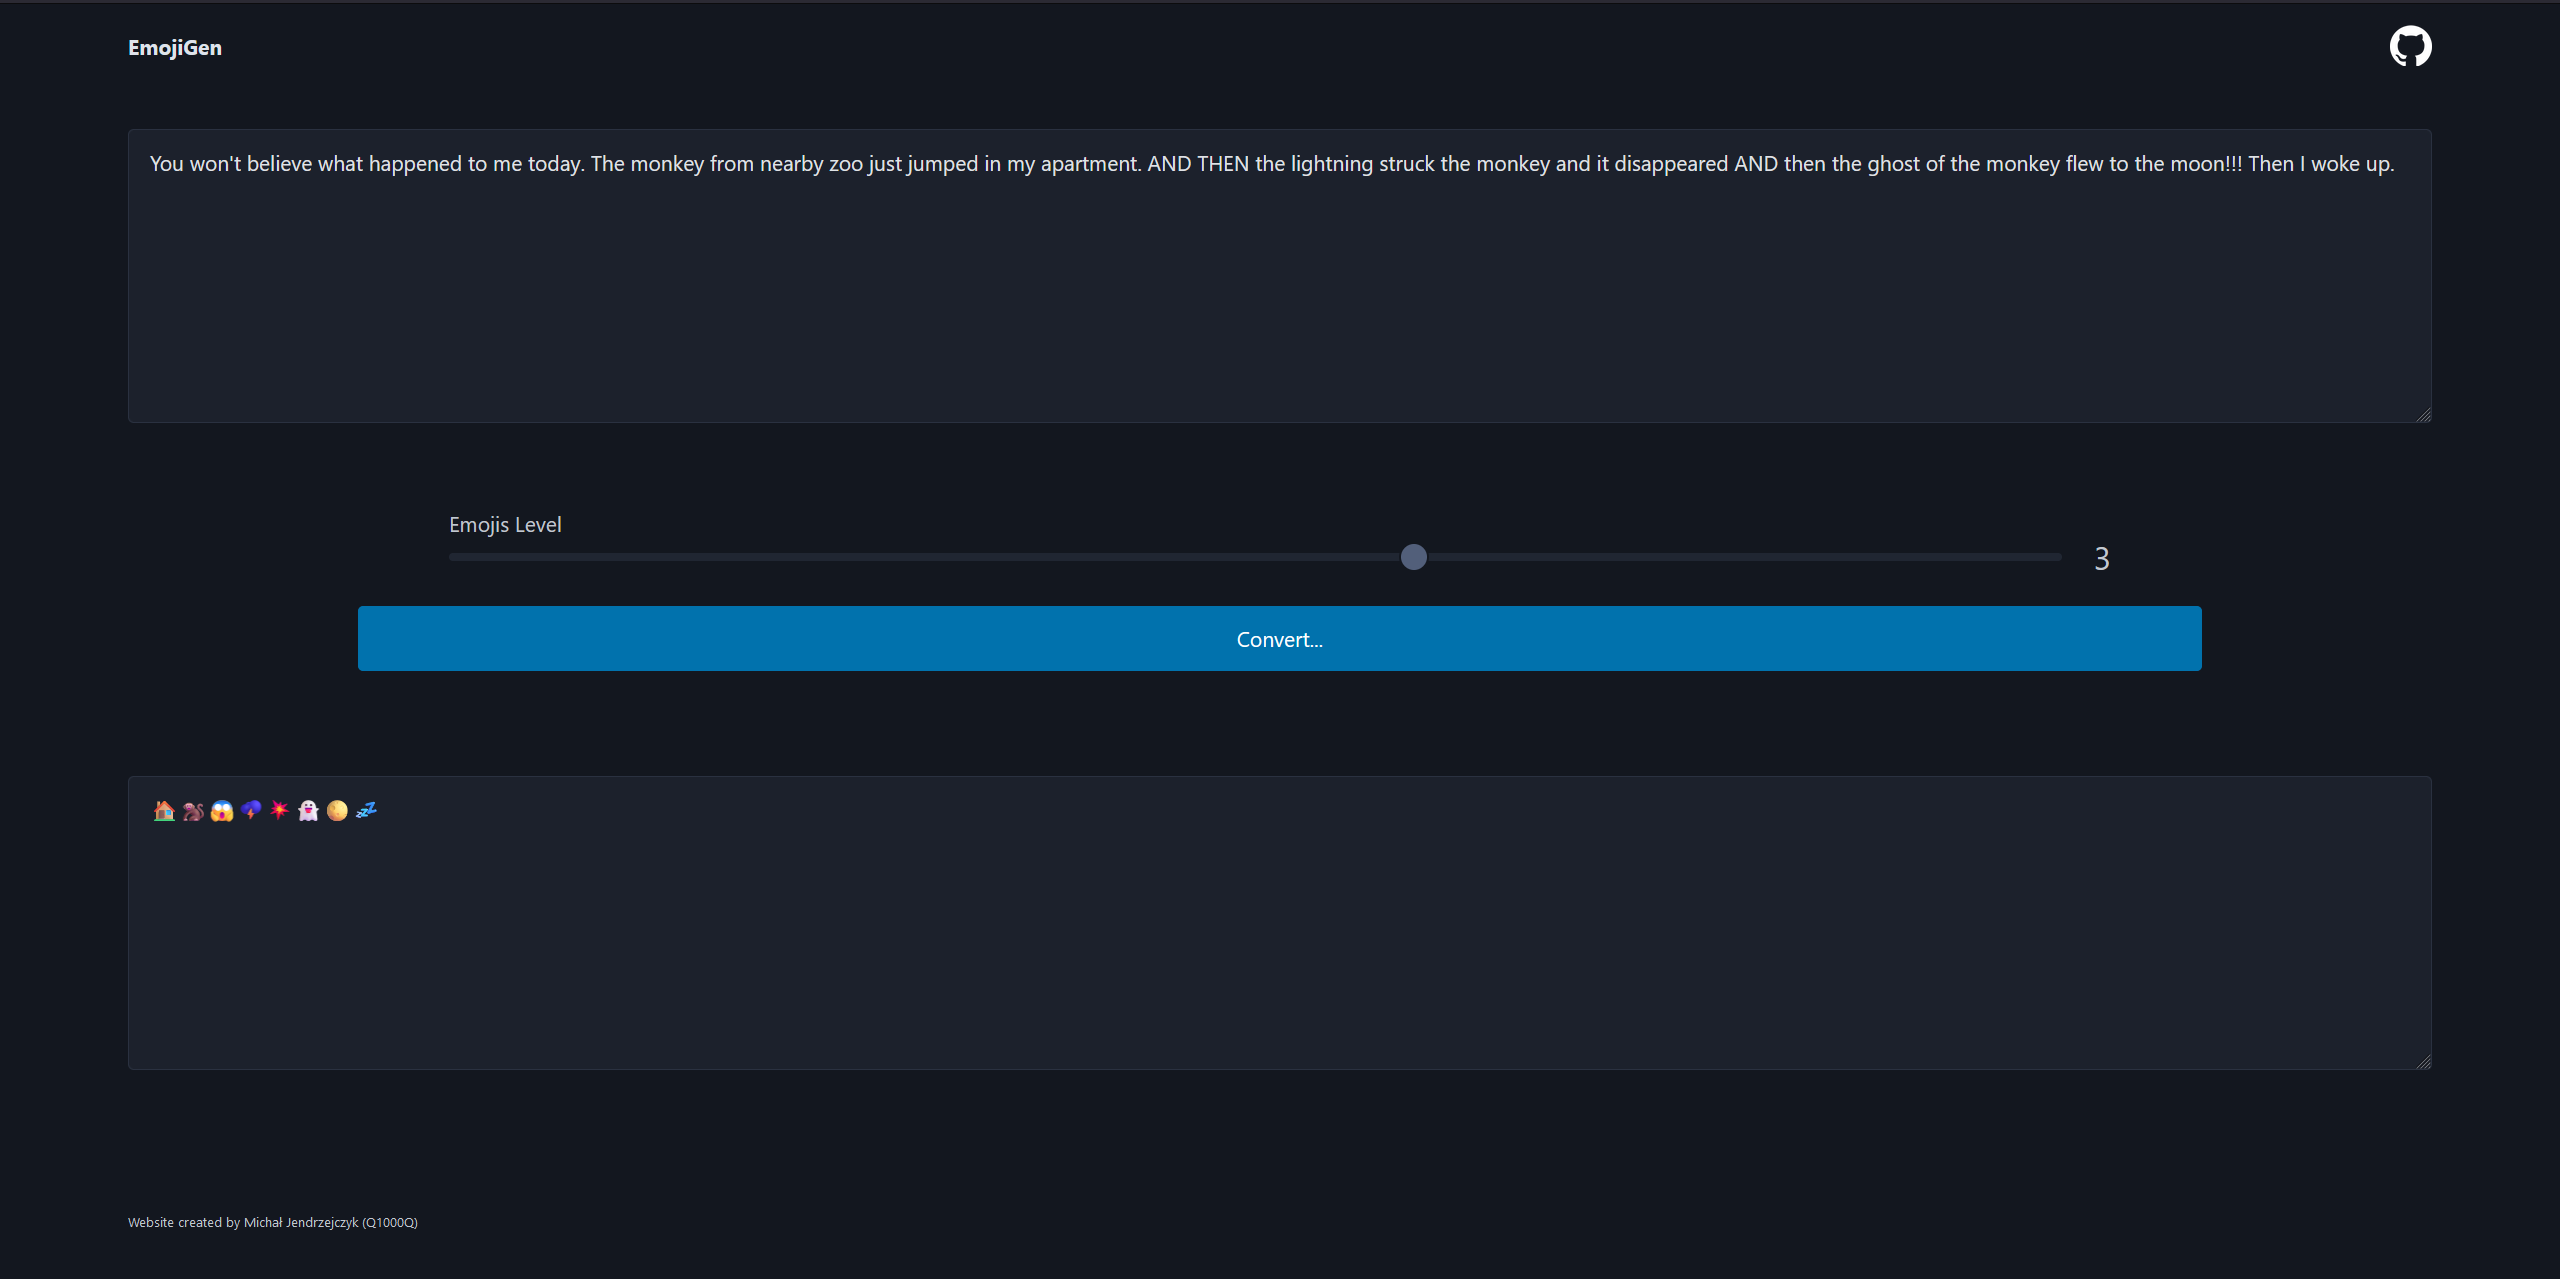 EmojiGen
You won't believe what happened to me today. The monkey from nearby zoo just jumped in my apartment. AND THEN the lightning struck the monkey and it disappeared AND then the ghost of the monkey flew to the moon!!! Then I woke up.
Emojis Level
3
Convert...
🏠🐒😱🌩️💥👻🌕💤
Website created by Michał Jendrzejczyk (Q1000Q)